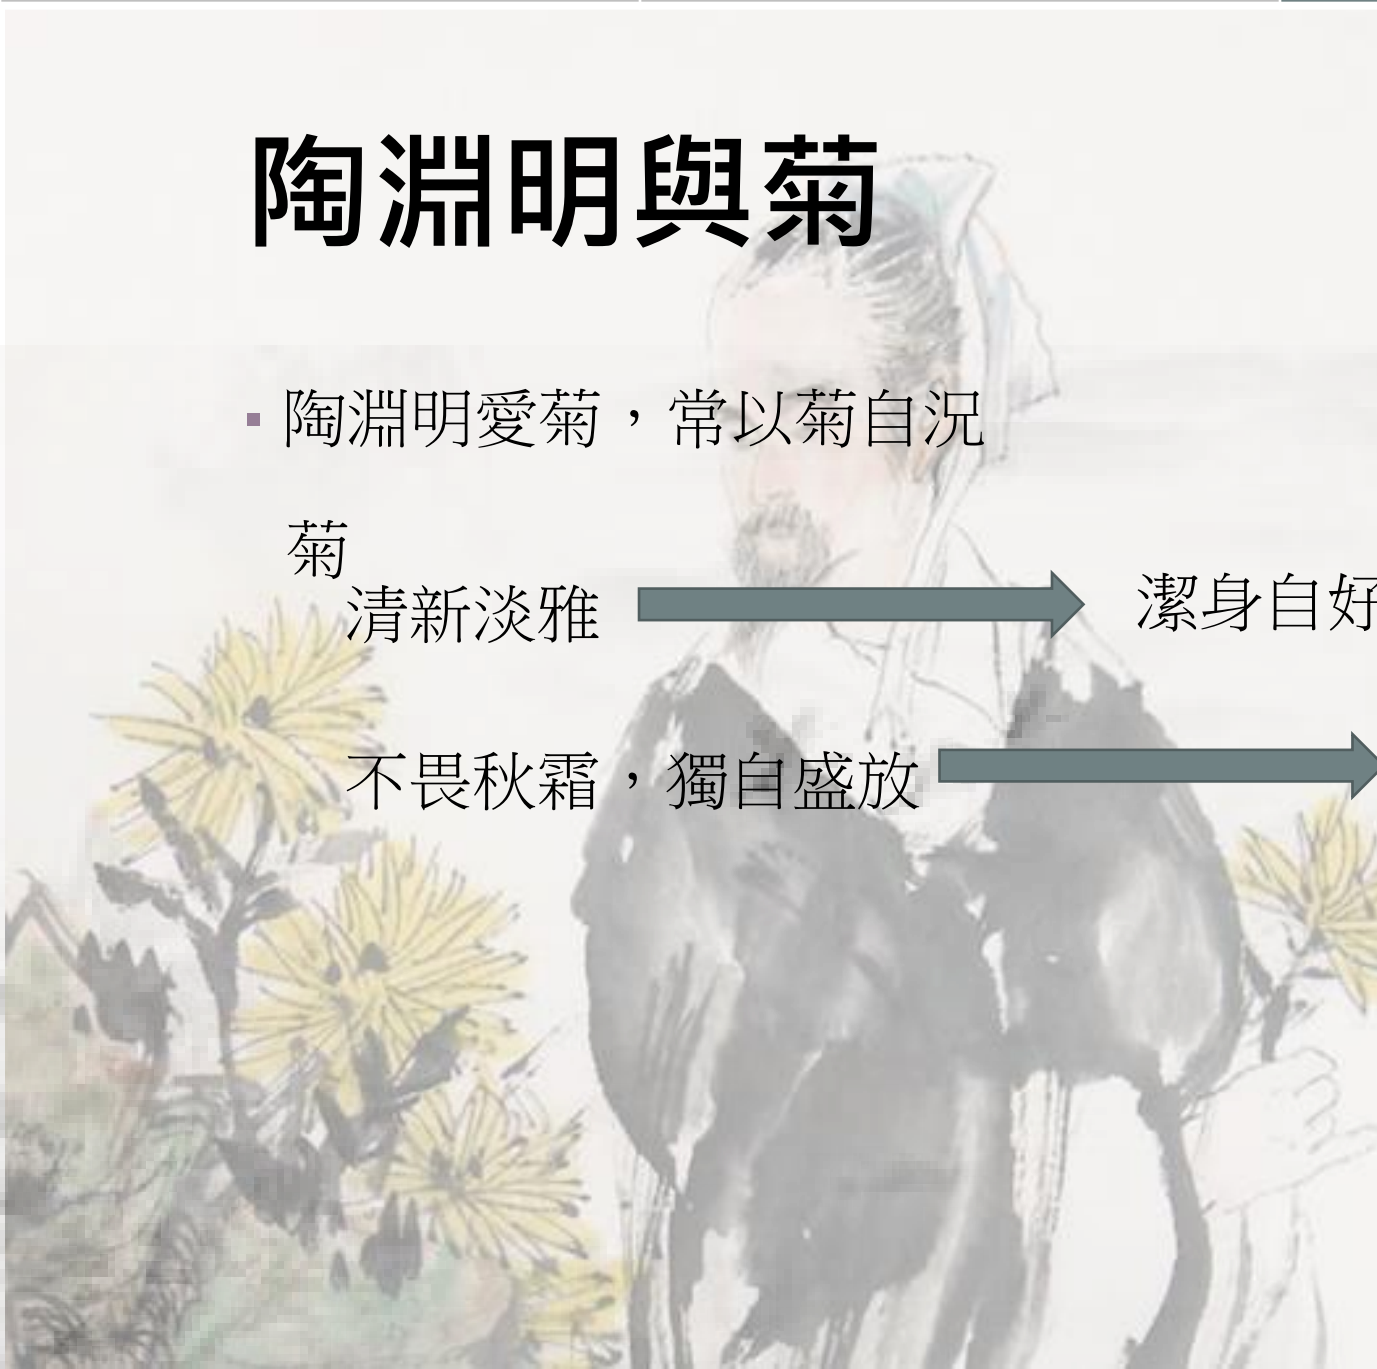 陶淵明與菊
▪ 陶淵明愛菊，常以菊自況
菊
清新淡雅 潔身自好
不畏秋霜，獨自盛放